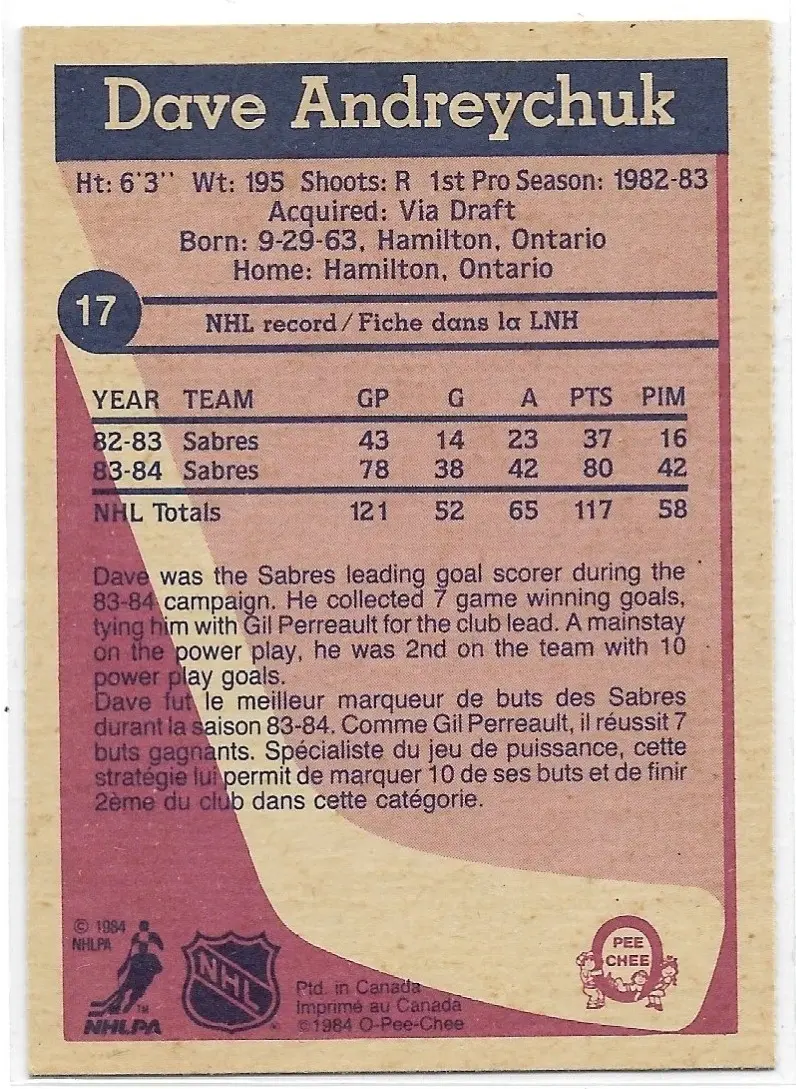 Dave Andreychuk
Ht: 6'3'' Wt: 195 Shoots: R 1st Pro Season: 1982-83
Acquired: Via Draft
Born: 9-29-63, Hamilton, Ontario
Home: Hamilton, Ontario
17
NHL record/Fiche dans la LNH
YEAR TEAM GP G A PTS PIM
82-83 Sabres 43 14 23 37 16
83-84 Sabres 78 38 42 80 42
NHL Totals 121 52 65 117 58
Dave was the Sabres leading goal scorer during the
83-84 campaign. He collected 7 game winning goals,
tying him with Gil Perreault for the club lead. A mainstay
on the power play, he was 2nd on the team with 10
power play goals.
Dave fut le meilleur marqueur de buts des Sabres
durant la saison 83-84. Comme Gil Perreault, il réussit 7
buts gagnants. Spécialiste du jeu de puissance, cette
stratégie lui permit de marquer 10 de ses buts et de finir
2ème du club dans cette catégorie.
© 1984
NHLPA
NHLPA
TM
NHL
Ptd. in Canada
Imprimé au Canada
©1984 O-Pee-Chee
PEE
CHEE